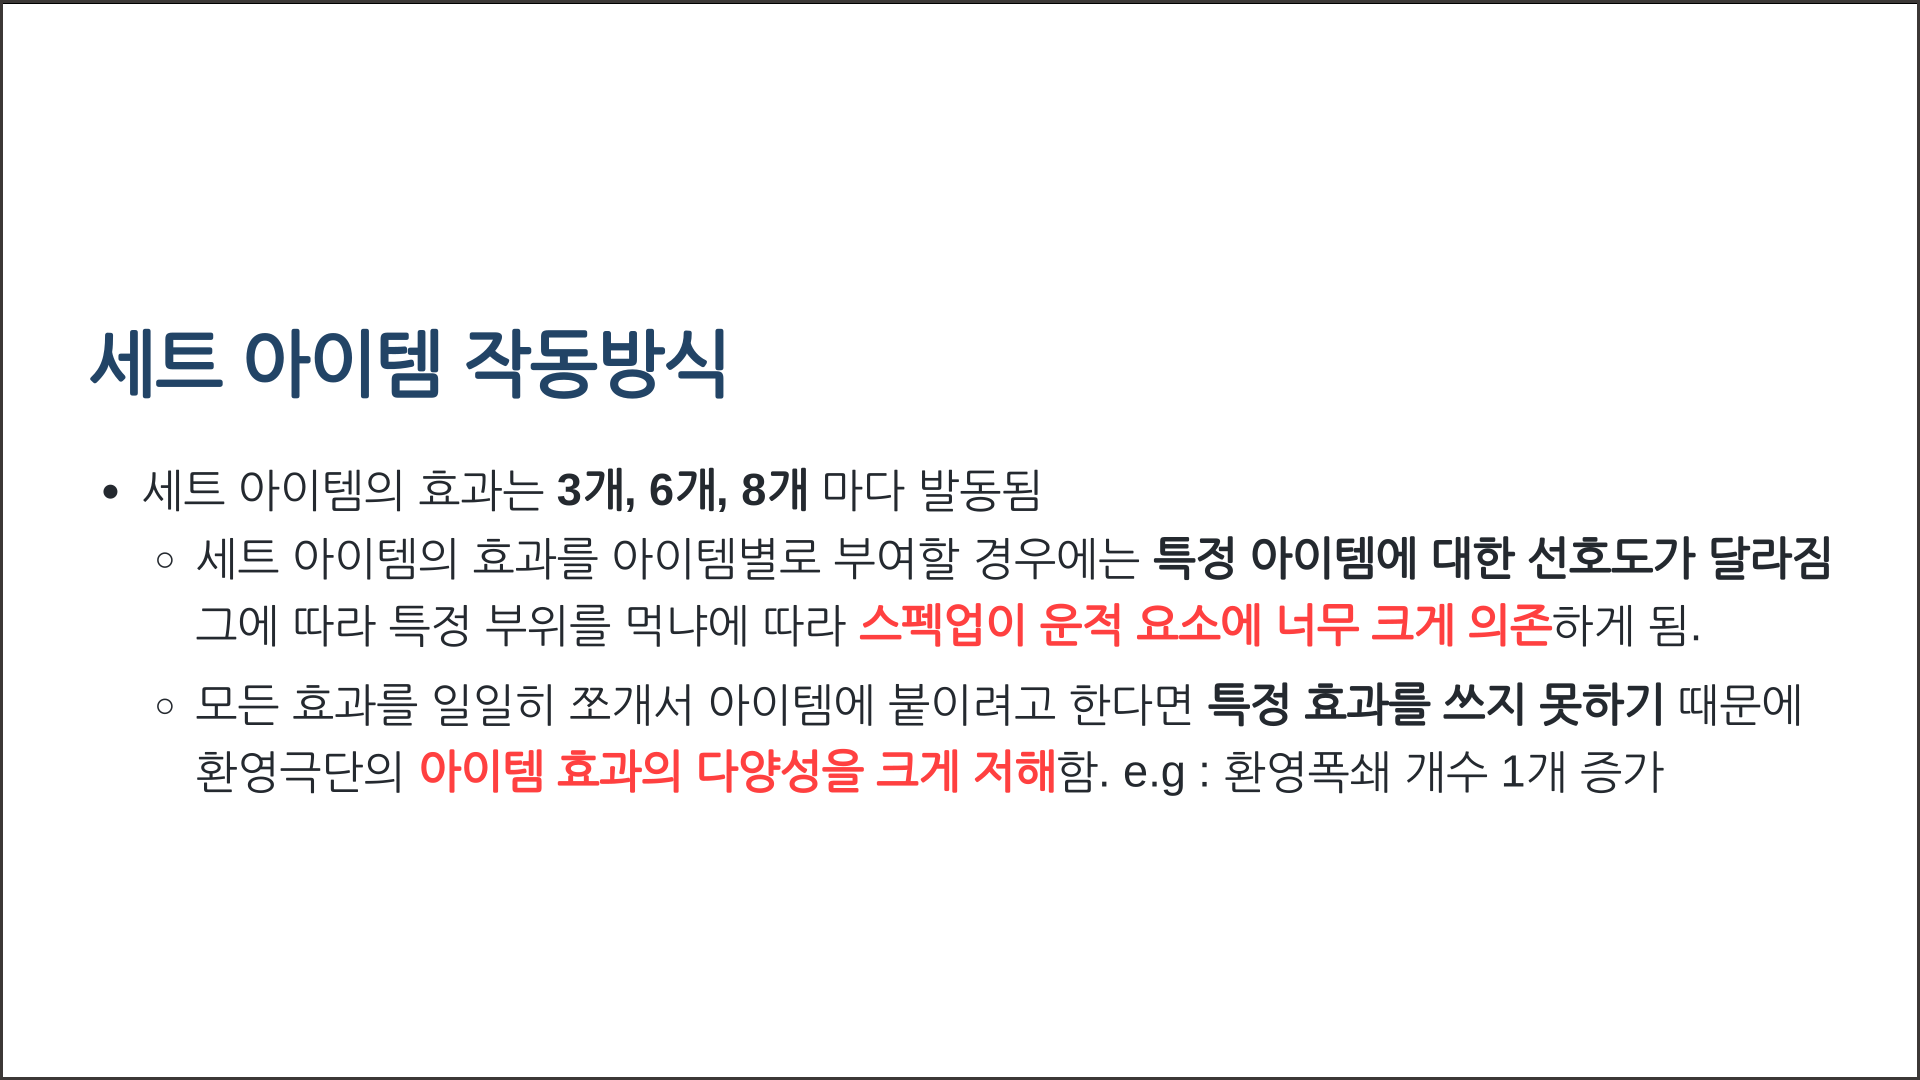 세트 아이템 작동방식
• 세트 아이템의 효과는 3개, 6개, 8개 마다 발동됨
○ 세트 아이템의 효과를 아이템별로 부여할 경우에는 특정 아이템에 대한 선호도가 달라짐
그에 따라 특정 부위를 먹냐에 따라 스펙업이 운적 요소에 너무 크게 의존하게 됨.
○ 모든 효과를 일일히 쪼개서 아이템에 붙이려고 한다면 특정 효과를 쓰지 못하기 때문에
환영극단의 아이템 효과의 다양성을 크게 저해함. e.g : 환영폭쇄 개수 1개 증가